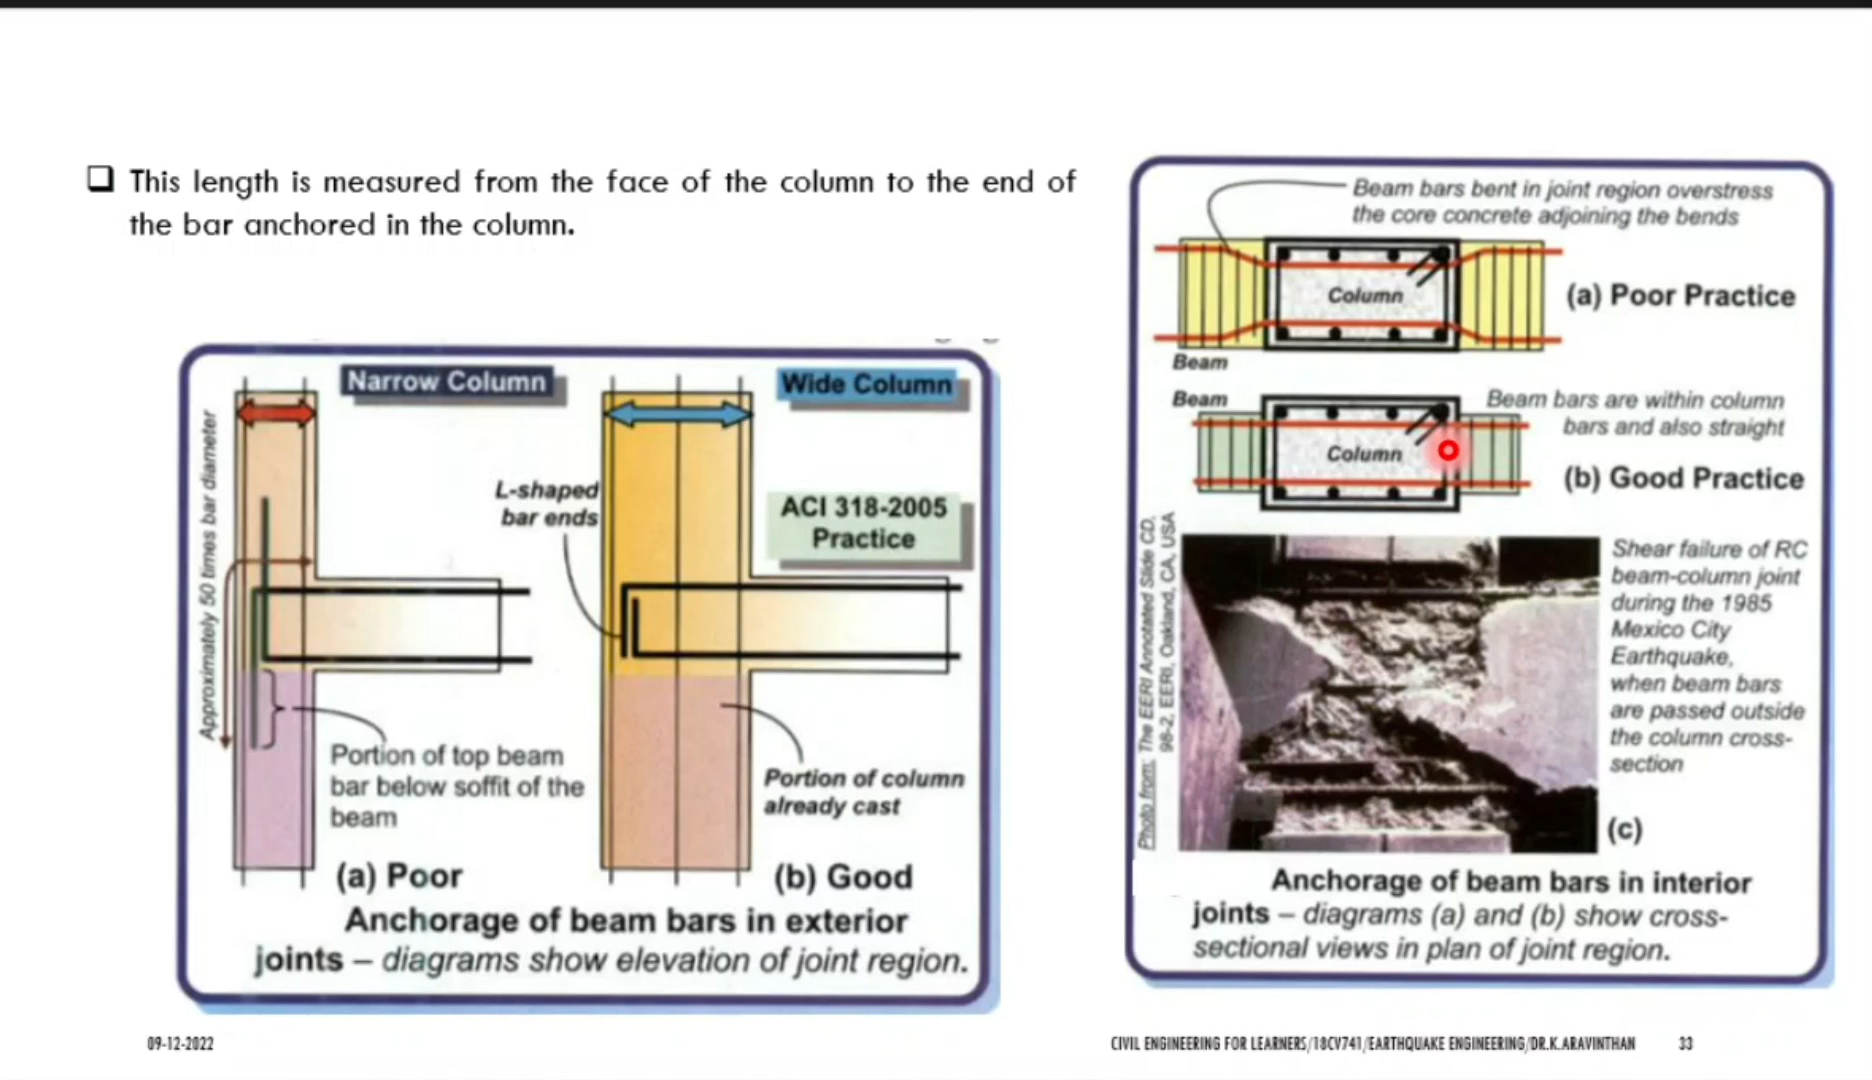 ❑ This length is measured from the face of the column to the end of
the bar anchored in the column.
Narrow Column
Wide Column
Approximately 50 times bar diameter
L-shaped
bar ends
ACI 318-2005
Practice
Portion of top beam
bar below soffit of the
beam
Portion of column
already cast
(a) Poor
(b) Good
Anchorage of beam bars in exterior
joints – diagrams show elevation of joint region.
Beam bars bent in joint region overstress
the core concrete adjoining the bends
Column
(a) Poor Practice
Beam
Beam
Beam bars are within column
bars and also straight
Column
(b) Good Practice
Photo from: The EERI Annotated Slide CD,
98-2, EERI, Oakland, CA, USA
Shear failure of RC
beam-column joint
during the 1985
Mexico City
Earthquake,
when beam bars
are passed outside
the column cross-
section
(c)
Anchorage of beam bars in interior
joints – diagrams (a) and (b) show cross-
sectional views in plan of joint region.
09-12-2022
CIVIL ENGINEERING FOR LEARNERS/18CV741/EARTHQUAKE ENGINEERING/DR.K.ARAVINTHAN
33